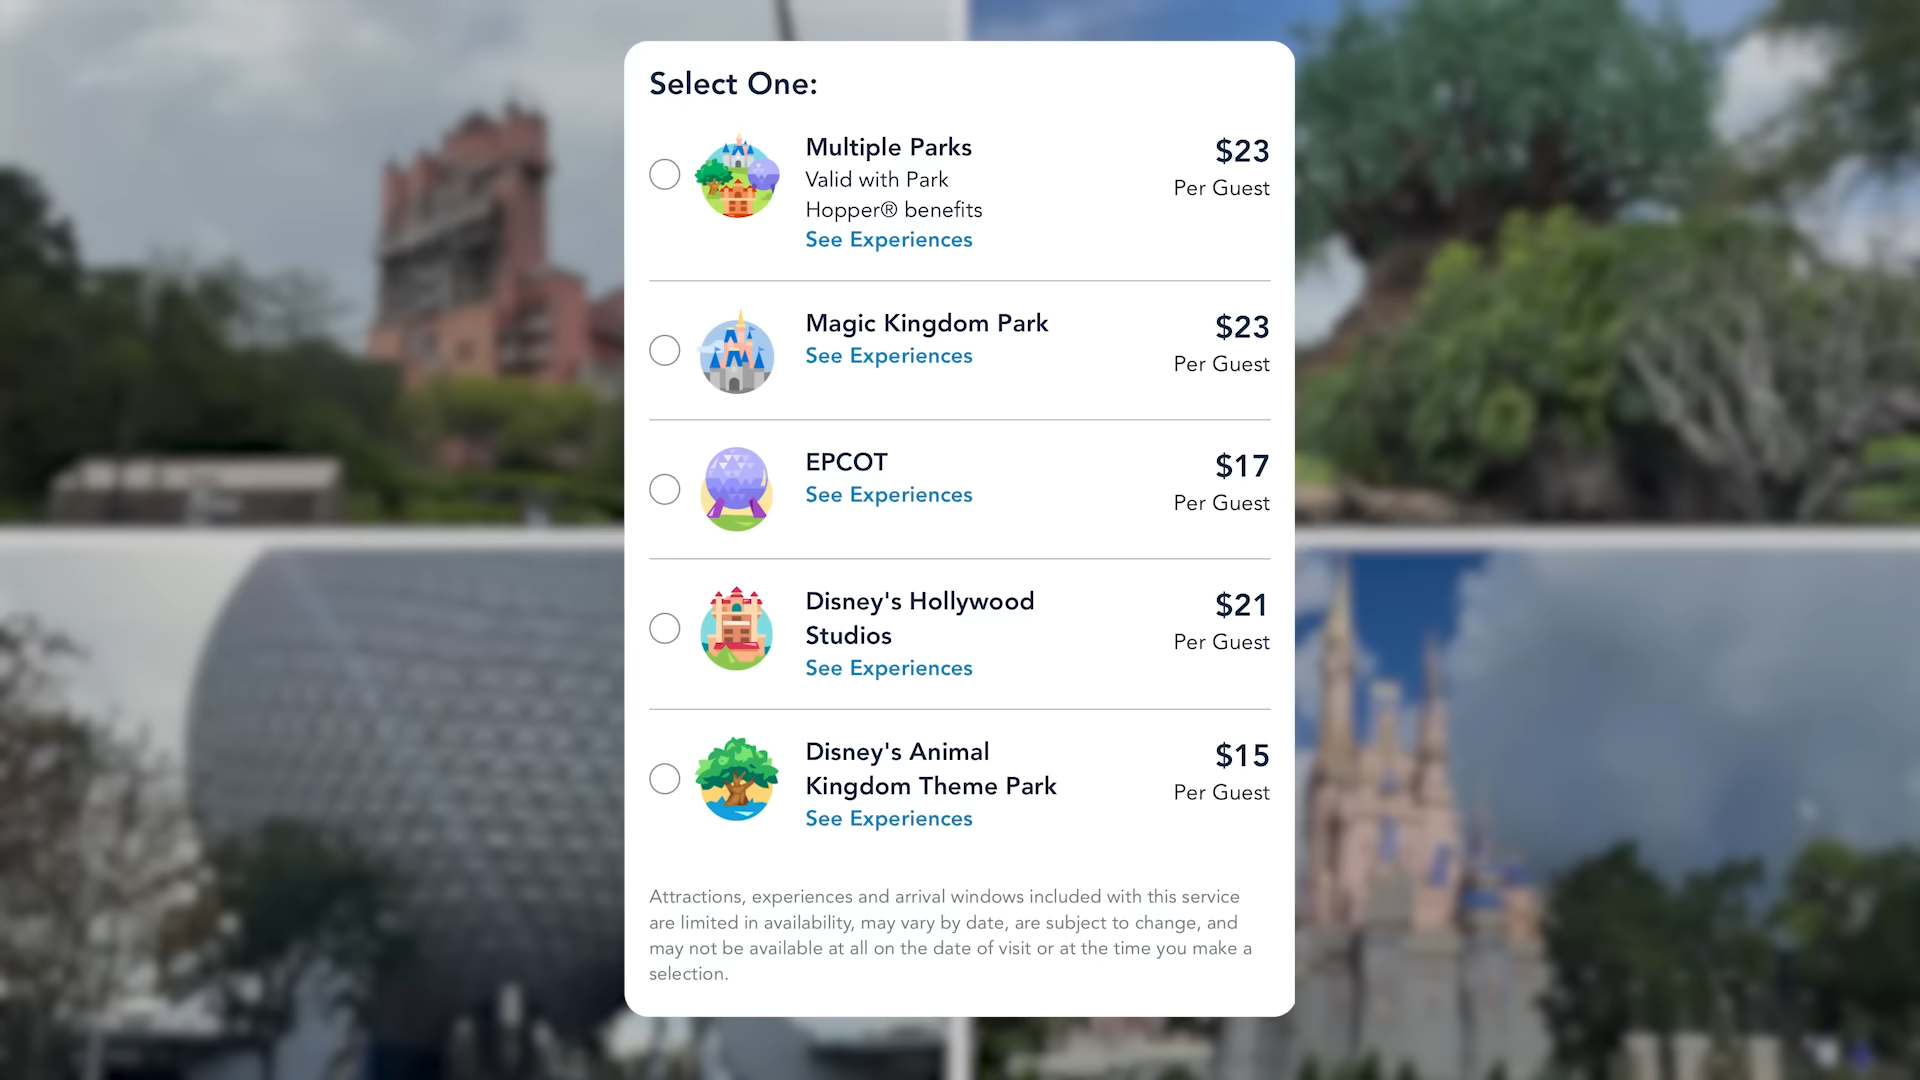 Select One:
Multiple Parks
Valid with Park
Hopper® benefits
See Experiences
$23
Per Guest
Magic Kingdom Park
See Experiences
$23
Per Guest
EPCOT
See Experiences
$17
Per Guest
Disney's Hollywood
Studios
See Experiences
$21
Per Guest
Disney's Animal
Kingdom Theme Park
See Experiences
$15
Per Guest
Attractions, experiences and arrival windows included with this service
are limited in availability, may vary by date, are subject to change, and
may not be available at all on the date of visit or at the time you make a
selection.